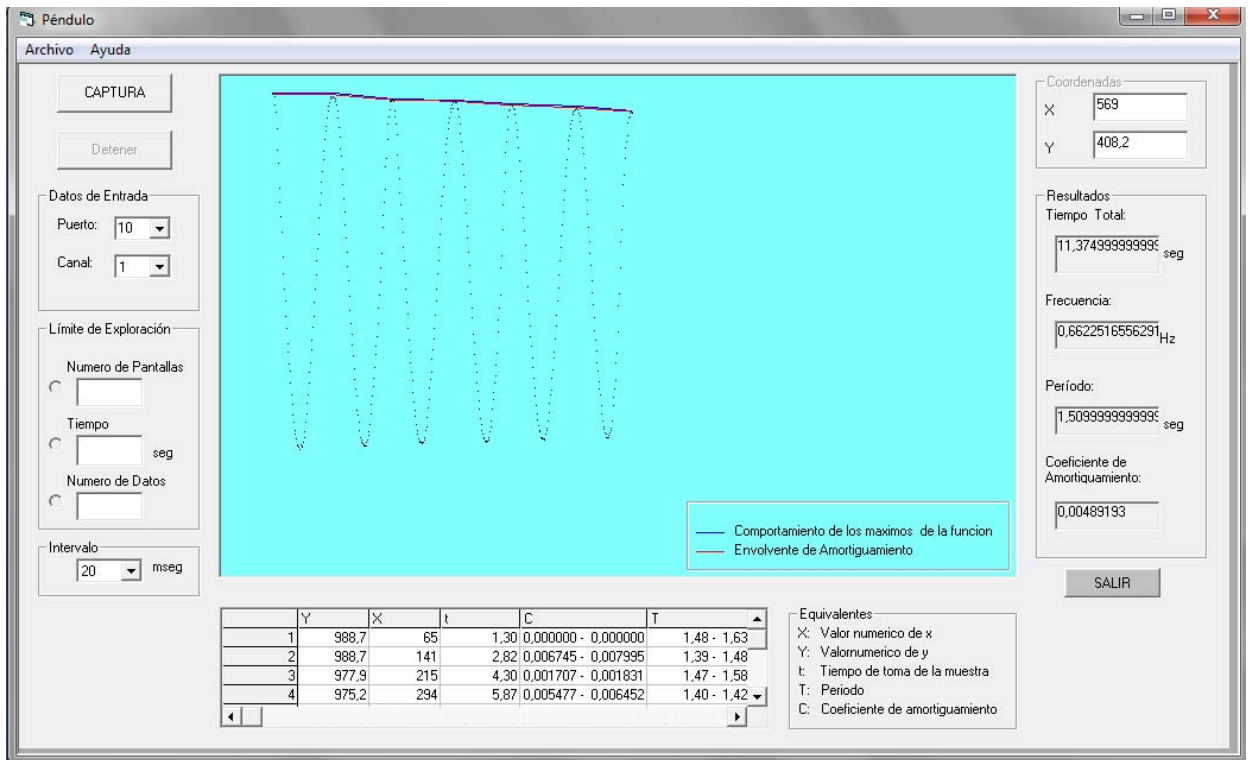 Péndulo
Archivo Ayuda
CAPTURA
Detener
Datos de Entrada
Puerto: 10
Canal: 1
Límite de Exploración
Numero de Pantallas
Tiempo
seg
Numero de Datos
Intervalo
20 mseg
Comportamiento de los maximos de la funcion
Envolvente de Amortiguamiento
Coordenadas
X 569
Y 408,2
Resultados
Tiempo Total:
11,3749999999999 seg
Frecuencia:
0,6622516556291 Hz
Período:
1,5099999999999 seg
Coeficiente de
Amortiguamiento:
0,00489193
SALIR
Y X t C T
1 988,7 65 1,30 0,000000 - 0,000000 1,48 - 1,63
2 988,7 141 2,82 0,006745 - 0,007995 1,39 - 1,48
3 977,9 215 4,30 0,001707 - 0,001831 1,47 - 1,58
4 975,2 294 5,87 0,005477 - 0,006452 1,40 - 1,42
Equivalentes
X: Valor numerico de x
Y: Valornumerico de y
t: Tiempo de toma de la muestra
T: Periodo
C: Coeficiente de amortiguamiento